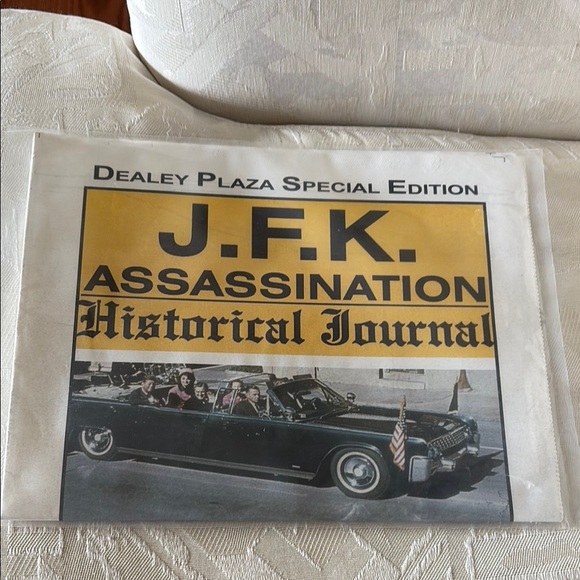 DEALEY PLAZA SPECIAL EDITION
J.F.K.
ASSASSINATION
Historical Journal